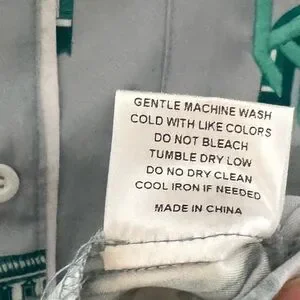 GENTLE MACHINE WASH
COLD WITH LIKE COLORS
DO NOT BLEACH
TUMBLE DRY LOW
DO NO DRY CLEAN
COOL IRON IF NEEDED
MADE IN CHINA